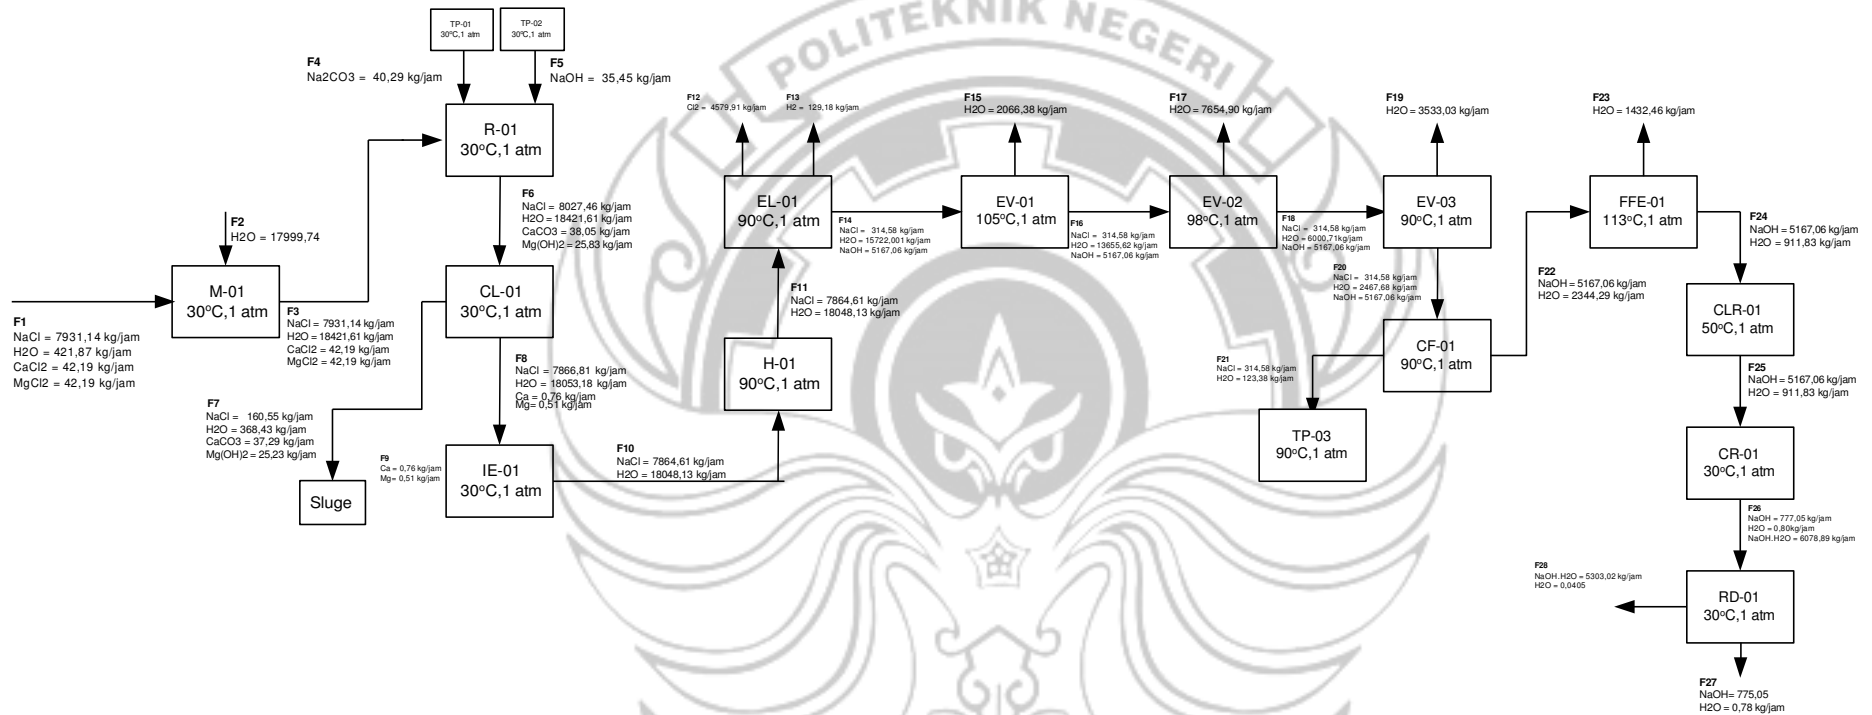 POLITEKNIK NEGERI
TP-01
30ºC,1 atm
TP-02
30ºC,1 atm
F4
Na2CO3 = 40,29 kg/jam
F5
NaOH = 35,45 kg/jam
R-01
30ºC,1 atm
F2
H2O = 17999,74
M-01
30ºC,1 atm
F1
NaCl = 7931,14 kg/jam
H2O = 421,87 kg/jam
CaCl2 = 42,19 kg/jam
MgCl2 = 42,19 kg/jam
F3
NaCl = 7931,14 kg/jam
H2O = 18421,61 kg/jam
CaCl2 = 42,19 kg/jam
MgCl2 = 42,19 kg/jam
F6
NaCl = 8027,46 kg/jam
H2O = 18421,61 kg/jam
CaCO3 = 38,05 kg/jam
Mg(OH)2 = 25,83 kg/jam
CL-01
30ºC,1 atm
F7
NaCl = 160,55 kg/jam
H2O = 368,43 kg/jam
CaCO3 = 37,29 kg/jam
Mg(OH)2 = 25,23 kg/jam
Sluge
F8
NaCl = 7866,81 kg/jam
H2O = 18053,18 kg/jam
Ca = 0,76 kg/jam
Mg= 0,51 kg/jam
F9
Ca = 0,76 kg/jam
Mg= 0,51 kg/jam
IE-01
30ºC,1 atm
F10
NaCl = 7864,61 kg/jam
H2O = 18048,13 kg/jam
H-01
90ºC,1 atm
F11
NaCl = 7864,61 kg/jam
H2O = 18048,13 kg/jam
F12
Cl2 = 4579,91 kg/jam
F13
H2 = 129,18 kg/jam
EL-01
90ºC,1 atm
F14
NaCl = 314,58 kg/jam
H2O = 15722,001 kg/jam
NaOH = 5167,06 kg/jam
F15
H2O = 2066,38 kg/jam
EV-01
105ºC,1 atm
F16
NaCl = 314,58 kg/jam
H2O = 13655,62 kg/jam
NaOH = 5167,06 kg/jam
F17
H2O = 7654,90 kg/jam
EV-02
98ºC,1 atm
F18
NaCl = 314,58 kg/jam
H2O = 6000,71kg/jam
NaOH = 5167,06 kg/jam
F19
H2O = 3533,03 kg/jam
EV-03
90ºC,1 atm
F20
NaCl = 314,58 kg/jam
H2O = 2467,68 kg/jam
NaOH = 5167,06 kg/jam
CF-01
90ºC,1 atm
F21
NaCl = 314,58 kg/jam
H2O = 123,38 kg/jam
TP-03
90ºC,1 atm
F22
NaOH = 5167,06 kg/jam
H2O = 2344,29 kg/jam
F23
H2O = 1432,46 kg/jam
FFE-01
113ºC,1 atm
F24
NaOH = 5167,06 kg/jam
H2O = 911,83 kg/jam
CLR-01
50ºC,1 atm
F25
NaOH = 5167,06 kg/jam
H2O = 911,83 kg/jam
CR-01
30ºC,1 atm
F26
NaOH = 777,05 kg/jam
H2O = 0,80kg/jam
NaOH.H2O = 6078,89 kg/jam
F28
NaOH.H2O = 5303,02 kg/jam
H2O = 0,0405
RD-01
30ºC,1 atm
F27
NaOH= 775,05
H2O = 0,78 kg/jam